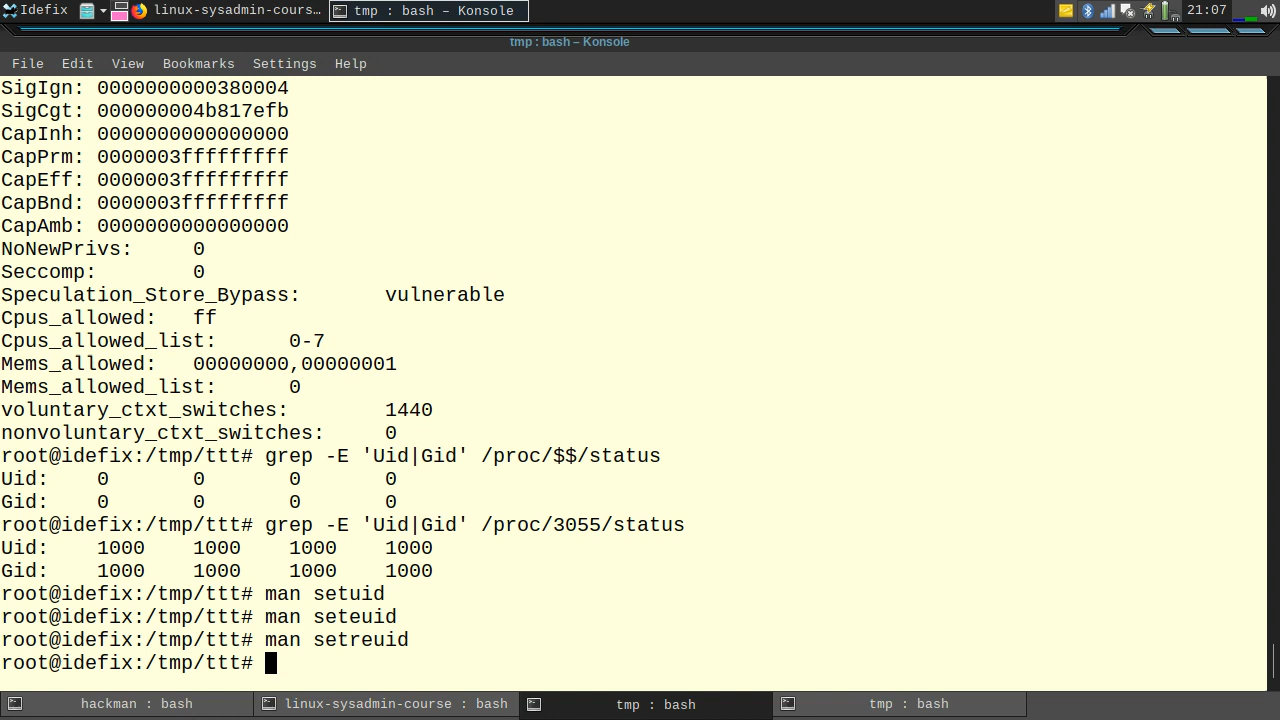 Idefix linux-sysadmin-cours… tmp : bash – Konsole 21:07
tmp : bash – Konsole
File Edit View Bookmarks Settings Help
SigIgn: 0000000000380004
SigCgt: 000000004b817efb
CapInh: 0000000000000000
CapPrm: 0000003fffffffff
CapEff: 0000003fffffffff
CapBnd: 0000003fffffffff
CapAmb: 0000000000000000
NoNewPrivs: 0
Seccomp: 0
Speculation_Store_Bypass: vulnerable
Cpus_allowed: ff
Cpus_allowed_list: 0-7
Mems_allowed: 00000000,00000001
Mems_allowed_list: 0
voluntary_ctxt_switches: 1440
nonvoluntary_ctxt_switches: 0
root@idefix:/tmp/ttt# grep -E 'Uid|Gid' /proc/$$/status
Uid: 0 0 0 0
Gid: 0 0 0 0
root@idefix:/tmp/ttt# grep -E 'Uid|Gid' /proc/3055/status
Uid: 1000 1000 1000 1000
Gid: 1000 1000 1000 1000
root@idefix:/tmp/ttt# man setuid
root@idefix:/tmp/ttt# man seteuid
root@idefix:/tmp/ttt# man setreuid
root@idefix:/tmp/ttt#
hackman : bash linux-sysadmin-course : bash tmp : bash tmp : bash